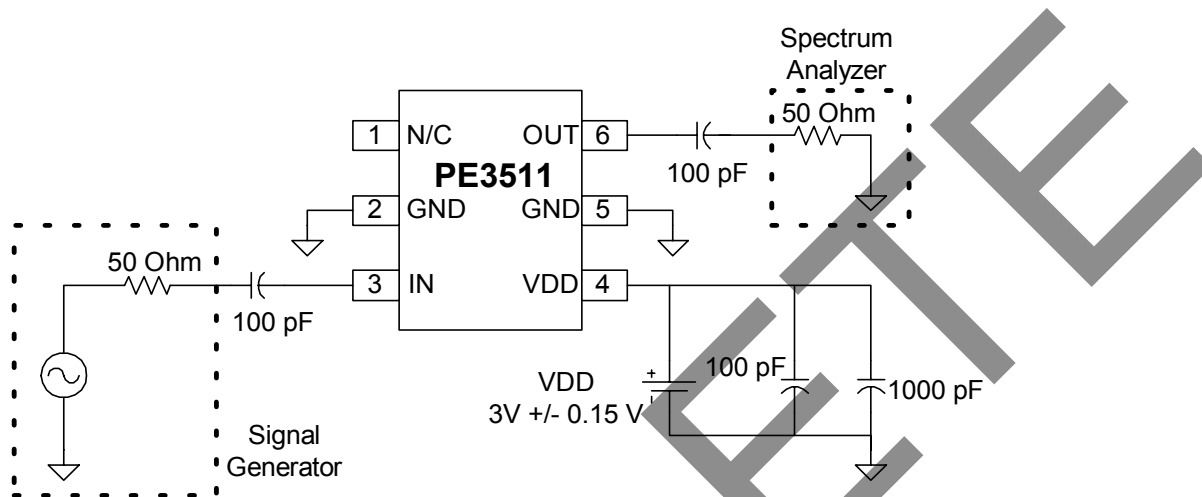 Spectrum
Analyzer
50 Ohm
1 N/C OUT 6
100 pF
PE3511
2 GND GND 5
50 Ohm
3 IN VDD 4
100 pF
VDD
3V +/- 0.15 V
+
-
100 pF
1000 pF
Signal
Generator
ETE